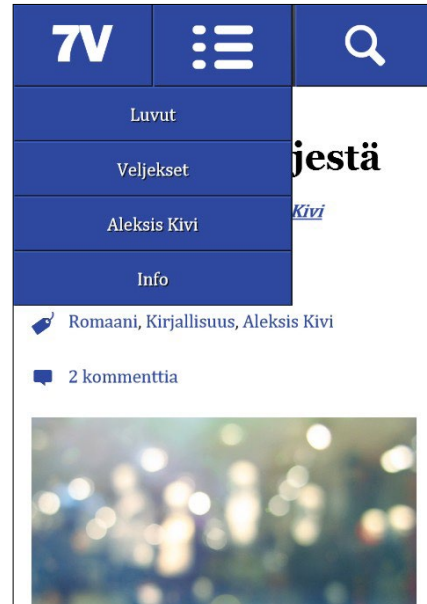 7V
Luvut
Veljekset
jestä
Aleksis Kivi
Kivi
Info
Romaani, Kirjallisuus, Aleksis Kivi
2 kommenttia